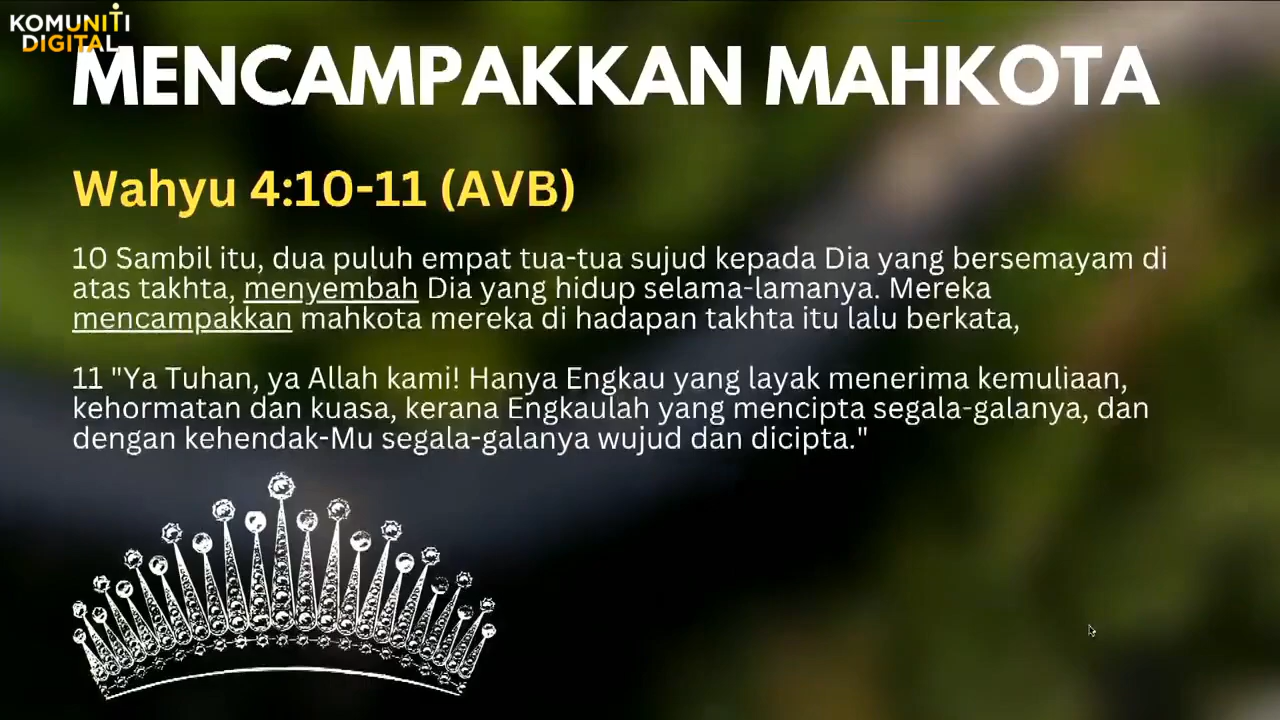 KOMUNITI
DIGITAL
MENCAMPAKKAN MAHKOTA
Wahyu 4:10-11 (AVB)
10 Sambil itu, dua puluh empat tua-tua sujud kepada Dia yang bersemayam di
atas takhta, menyembah Dia yang hidup selama-lamanya. Mereka
mencampakkan mahkota mereka di hadapan takhta itu lalu berkata,
11 "Ya Tuhan, ya Allah kami! Hanya Engkau yang layak menerima kemuliaan,
kehormatan dan kuasa, kerana Engkaulah yang mencipta segala-galanya, dan
dengan kehendak-Mu segala-galanya wujud dan dicipta."